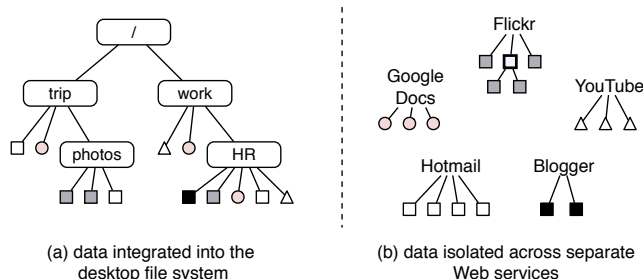 /
trip
work
photos
HR
(a) data integrated into the
desktop file system
Flickr
Google
Docs
YouTube
Hotmail
Blogger
(b) data isolated across separate
Web services